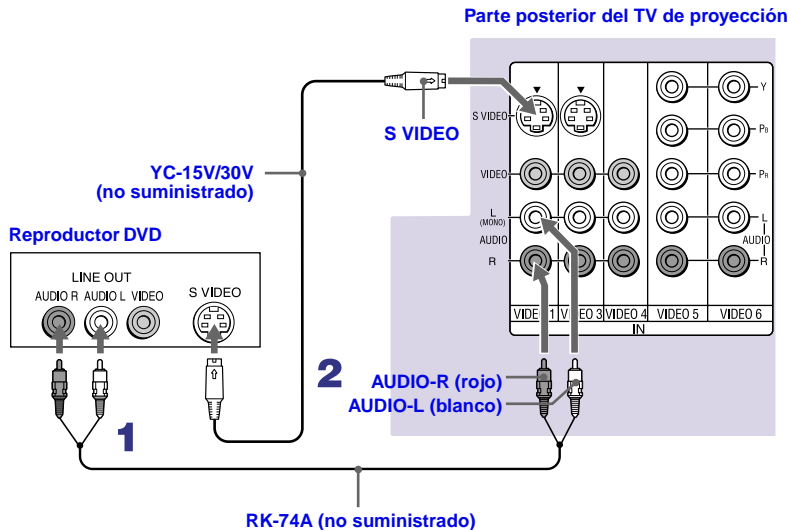 Parte posterior del TV de proyección
S VIDEO
S VIDEO
YC-15V/30V
(no suministrado)
VIDEO
L
(MONO)
AUDIO
R
Y
PB
PR
L
AUDIO
R
VIDEO 1
VIDEO 3
VIDEO 4
VIDEO 5
VIDEO 6
IN
Reproductor DVD
LINE OUT
AUDIO R AUDIO L VIDEO
S VIDEO
2
AUDIO-R (rojo)
AUDIO-L (blanco)
1
RK-74A (no suministrado)